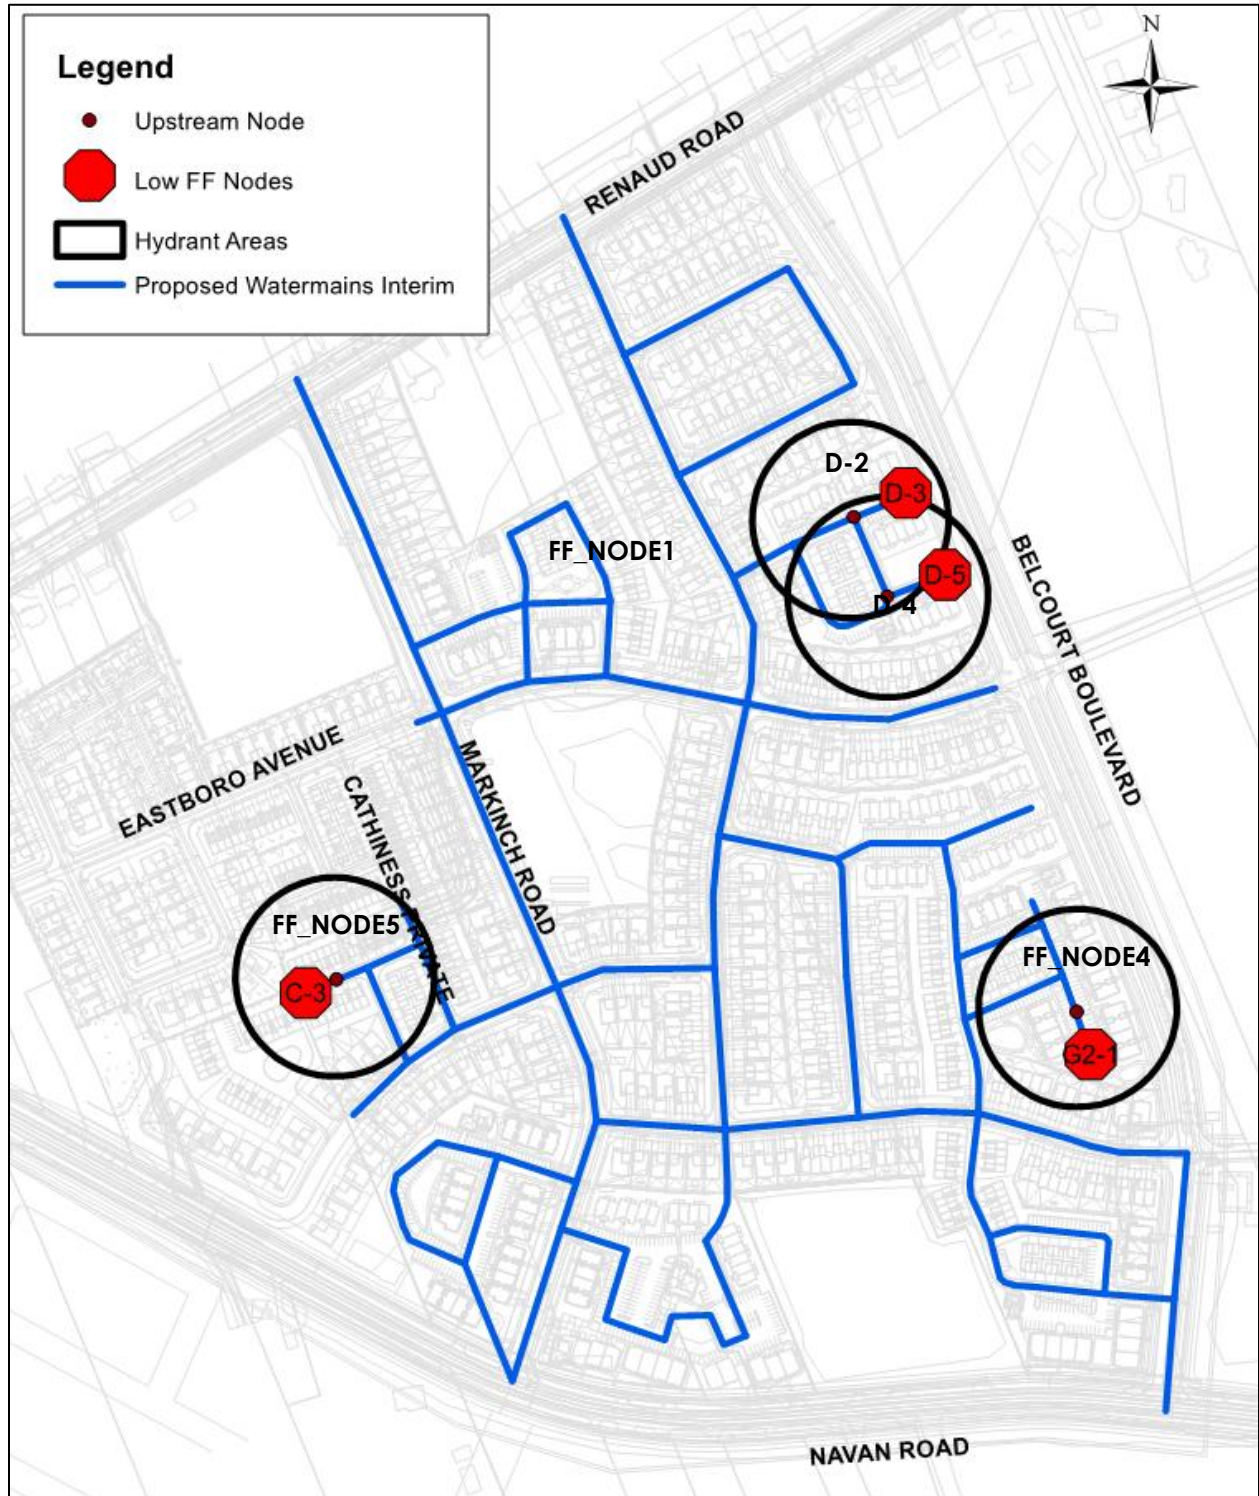 N
Legend
Upstream Node
Low FF Nodes
Hydrant Areas
Proposed Watermains Interim
RENAUD ROAD
D-2
D-3
FF_NODE1
D-5
D-4
BELCOURT BOULEVARD
EASTBORO AVENUE
MARKINCH ROAD
CATHINESS PRIVATE
FF_NODE5
C-3
FF_NODE4
G2-1
NAVAN ROAD